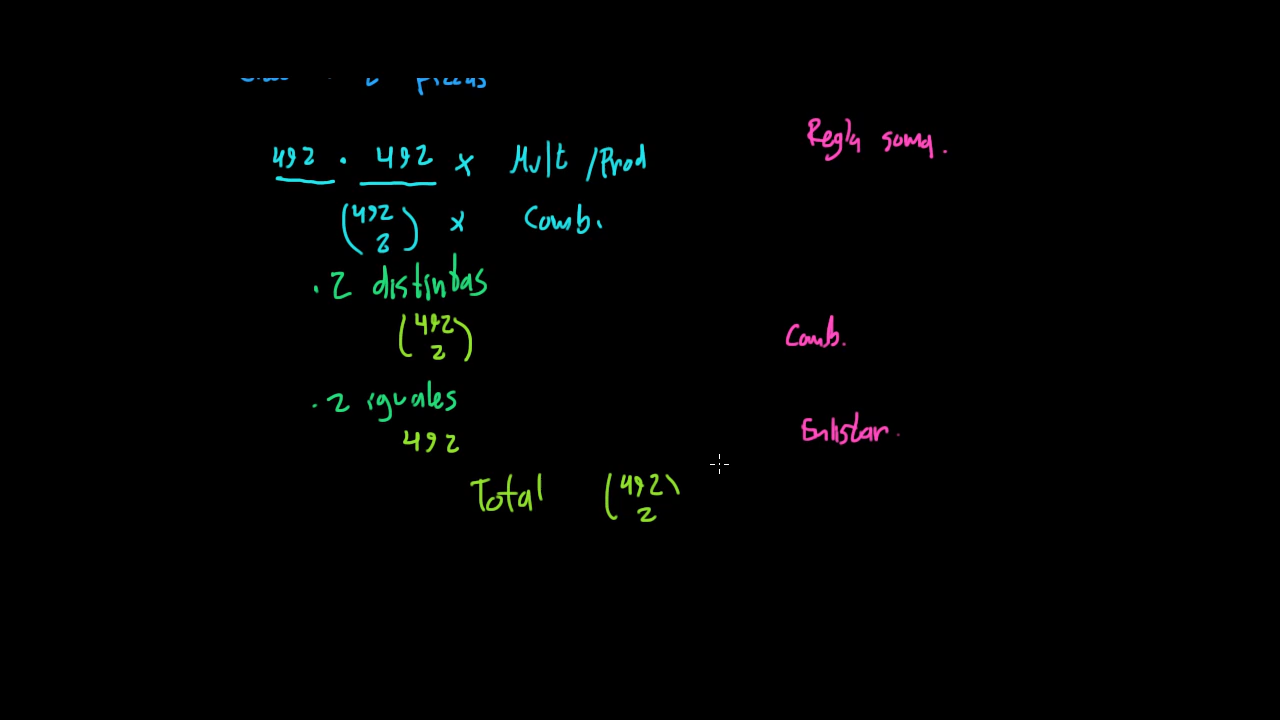 pizzas
492 . 492 x Mult / Prod
Regla suma.
(492 2) x Comb.
. 2 distintas
(492 2)
Comb.
. 2 iguales
492
Enlistar.
Total (492 2)